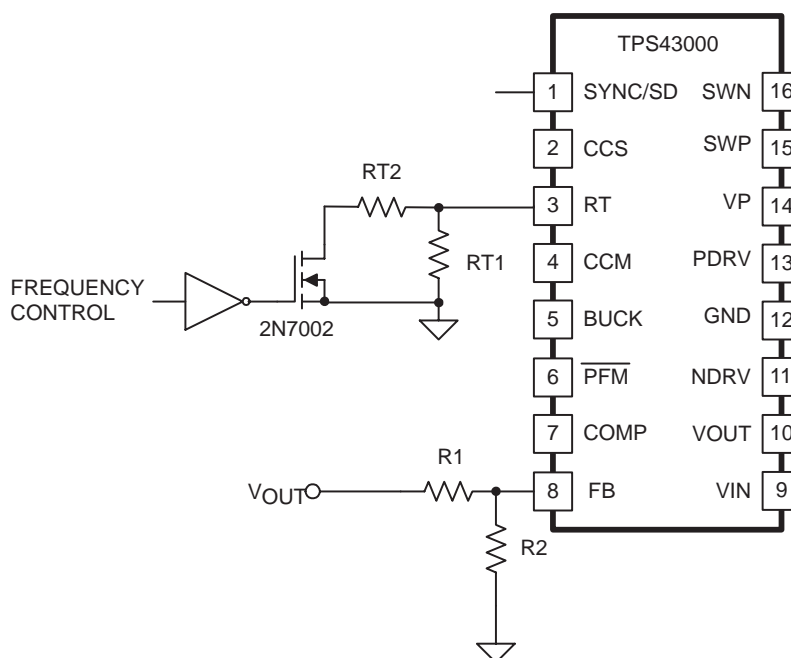 TPS43000
1 SYNC/SD SWN 16
2 CCS SWP 15
RT2
3 RT VP 14
RT1
4 CCM PDRV 13
FREQUENCY
CONTROL
2N7002
5 BUCK GND 12
6 PFM NDRV 11
7 COMP VOUT 10
R1
VOUT
8 FB VIN 9
R2